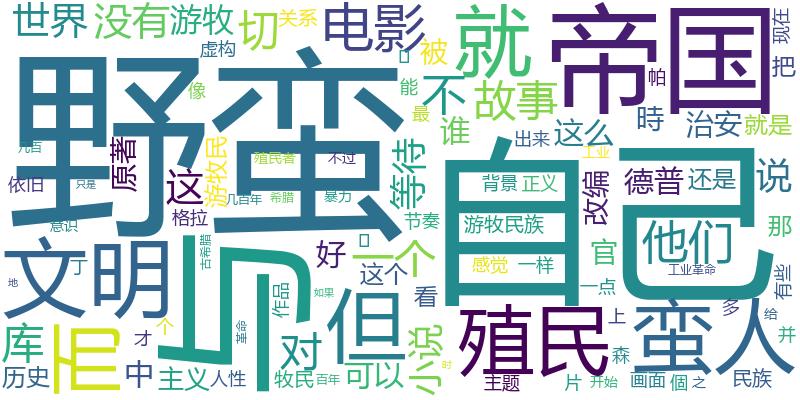 世界 没有 游牧 切 关系 电影 被 就 帝国 现在
虚构 像 能 不 故事 帕 把
野蛮 最 谁 出来 这么 時 治安 就是
几百 原著 殖民者 不过 等待 工业
依旧 只是 这 游牧民 几百年 希腊 暴力 自己 背景 正义 改编 德普 还是 说
意识 格拉 节奏 游牧民族 那
文明 丁 与 古希腊 好 一个 官 他们
地 作品 但 这个 看 感觉 一样 工业革命 有些
库 而 个 才 革命 如果 对 小说 殖民 一点 上 蛮人 多 给
历史 中 主义 人性 牧民 百年 可以 时 主题 森 片 开始 画面 個 之 民族 并